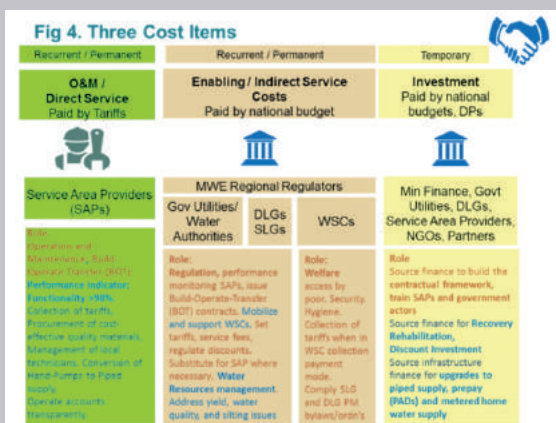 Fig 4. Three Cost Items
Recurrent / Permanent
O&M /
Direct Service
Paid by Tariffs
Service Area Providers
(SAPs)
Role:
Operation and
Maintenance, Build
Operate Transfer (BOT).
Performance Indicator:
Functionality >98%.
Collection of tariffs.
Procurement of cost-
effective quality materials.
Management of local
technicians. Conversion of
Hand-Pumps to Piped
supply.
Operate accounts
transparently.
Recurrent / Permanent
Enabling / Indirect Service
Costs
Paid by national budget
MWE Regional Regulators
Gov Utilities/
Water
Authorities
DLGs
SLGs
WSCs
Role:
Regulation, performance
monitoring SAPs, issue
Build-Operate-Transfer
(BOT) contracts. Mobilize
and support WSCs. Set
tariffs, service fees,
regulate discounts.
Substitute for SAP where
necessary. Water
Resources management.
Address yield, water
quality, and silting issues
Role:
Welfare
access by
poor. Security
Hygiene.
Collection of
tariffs when in
WSC collection
payment
mode.
Comply SLG
and DLG PM
bylaws/ordin's
Temporary
Investment
Paid by national
budgets, DPs
Min Finance, Govt
Utilities, DLGs,
Service Area Providers,
NGOs, Partners
Role
Source finance to build the
contractual framework,
train SAPs and government
actors
Source finance for Recovery
Rehabilitation,
Discount Investment
Source infrastructure
finance for upgrades to
piped supply, prepay
(PADs) and metered home
water supply